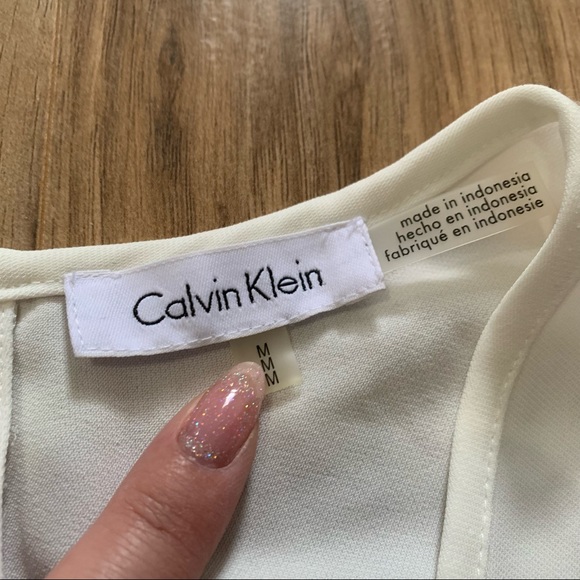 made in indonesia
hecho en indonesia
fabriqué en indonesie
Calvin Klein
M
M
M